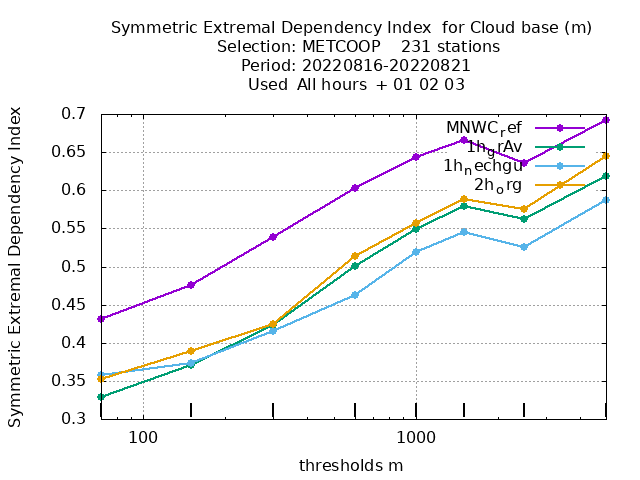 Symmetric Extremal Dependency Index  for Cloud base (m)
Selection: METCOOP    231 stations
Period: 20220816-20220821
Used  All hours  + 01 02 03
Symmetric Extremal Dependency Index
0.7
0.65
0.6
0.55
0.5
0.45
0.4
0.35
0.3
MNWC_ref
1h_grAv
1h_nechgu
2h_org
100
1000
thresholds m